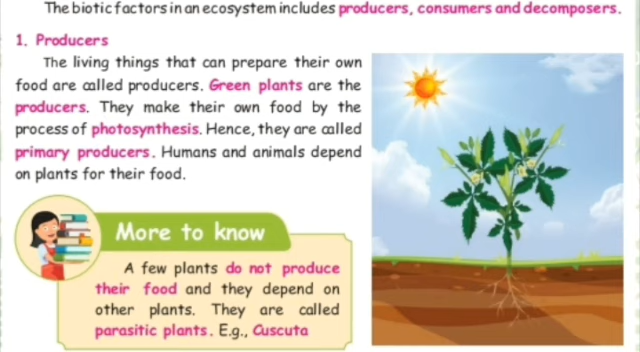 The biotic factors in an ecosystem includes producers, consumers and decomposers.
1. Producers
The living things that can prepare their own
food are called producers. Green plants are the
producers. They make their own food by the
process of photosynthesis. Hence, they are called
primary producers. Humans and animals depend
on plants for their food.
More to know
A few plants do not produce
their food and they depend on
other plants. They are called
parasitic plants. E.g., Cuscuta